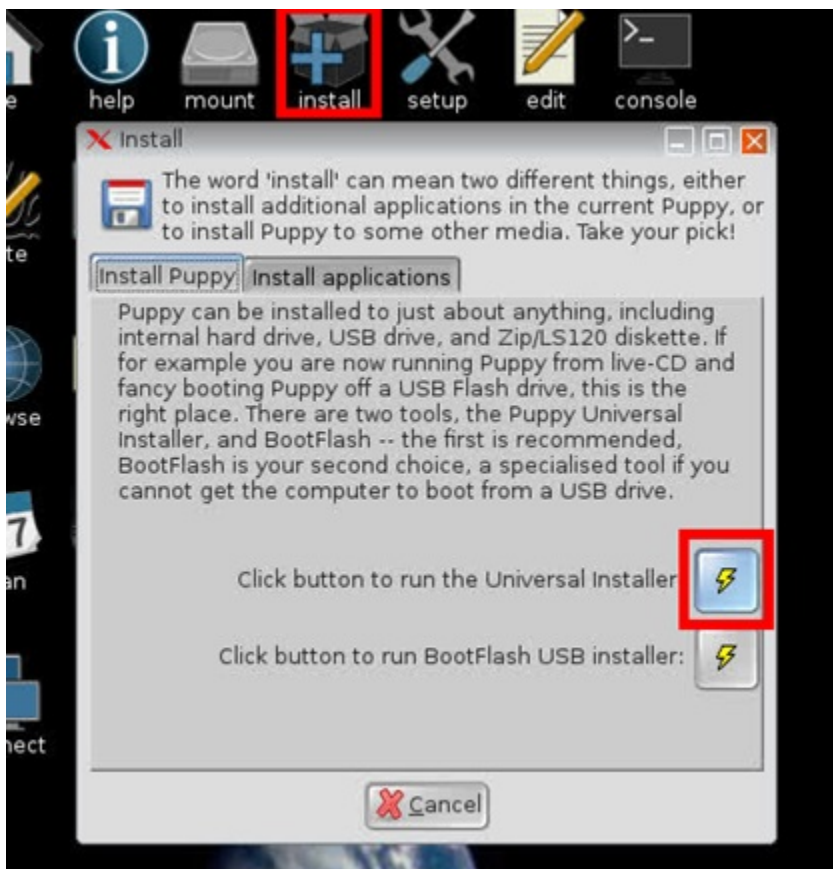 help mount install setup edit console
Install
The word 'install' can mean two different things, either
to install additional applications in the current Puppy, or
to install Puppy to some other media. Take your pick!
Install Puppy Install applications
Puppy can be installed to just about anything, including
internal hard drive, USB drive, and Zip/LS120 diskette. If
for example you are now running Puppy from live-CD and
fancy booting Puppy off a USB Flash drive, this is the
right place. There are two tools, the Puppy Universal
Installer, and BootFlash -- the first is recommended,
BootFlash is your second choice, a specialised tool if you
cannot get the computer to boot from a USB drive.
7
Click button to run the Universal Installer
Click button to run BootFlash USB installer:
Cancel